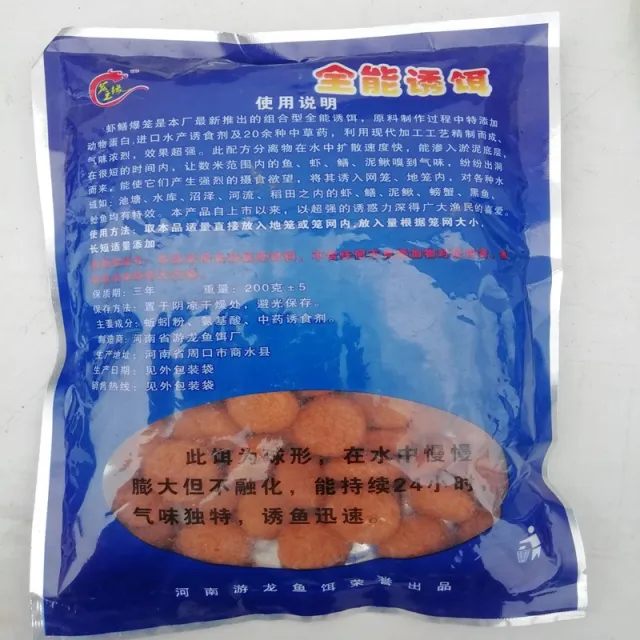 全能诱饵
使用说明
虾鳝爆笼是本厂最新推出的组合型全能诱饵，原料制作过程中特添加
动物蛋白,进口水产诱食剂及20余种中草药，利用现代加工工艺精制而成、
气味浓烈，效果超强。此配方分离物在水中扩散速度快，能渗入淤泥底层，
在很短的时间内，让数米范围内的鱼、虾、鳝、泥鳅嗅到气味，纷纷出洞
而来，能使它们产生强烈的摄食欲望，将其诱入网笼、地笼内，对各种水
域如：池塘、水库、沼泽、河流、稻田之内的虾、鳝、泥鳅、螃蟹、黑鱼、
鲶鱼均有特效。本产品自上市以来，以超强的诱惑力深得广大渔民的喜爱。
使用方法：取本品适量直接放入地笼或笼网内,放入量根据笼网大小，
长短适量添加。
保质期：三年 重量：200克±5
保存方法：置于阴凉干燥处，避光保存。
主要成分：蚯蚓粉、氨基酸、中药诱食剂。
制造商：河南省游龙鱼饵厂
生产地址：河南省周口市商水县
生产日期：见外包装袋
销售热线：见外包装袋
此饵为球形，在水中慢慢
膨大但不融化，能持续24小时
气味独特，诱鱼迅速。
河南游龙鱼饵荣誉出品